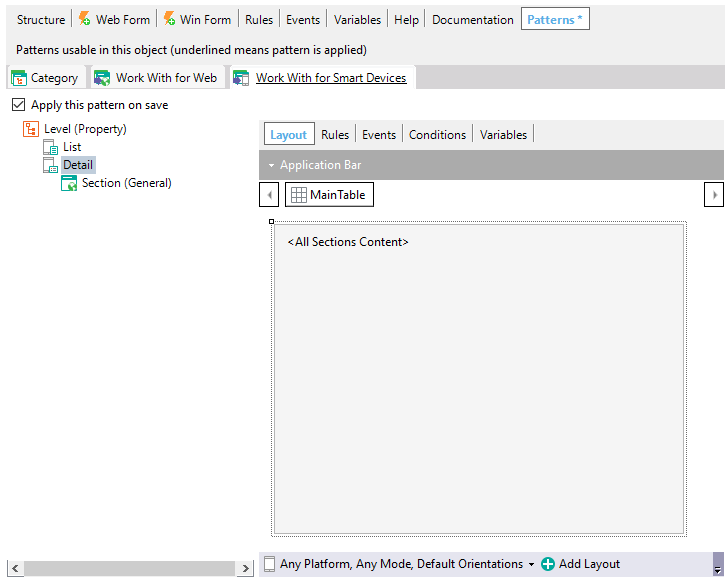 Structure Web Form Win Form Rules Events Variables Help Documentation Patterns *
Patterns usable in this object (underlined means pattern is applied)
Category Work With for Web Work With for Smart Devices
Apply this pattern on save
Level (Property)
List
Detail
Section (General)
Layout Rules Events Conditions Variables
Application Bar
MainTable
<All Sections Content>
Any Platform, Any Mode, Default Orientations Add Layout